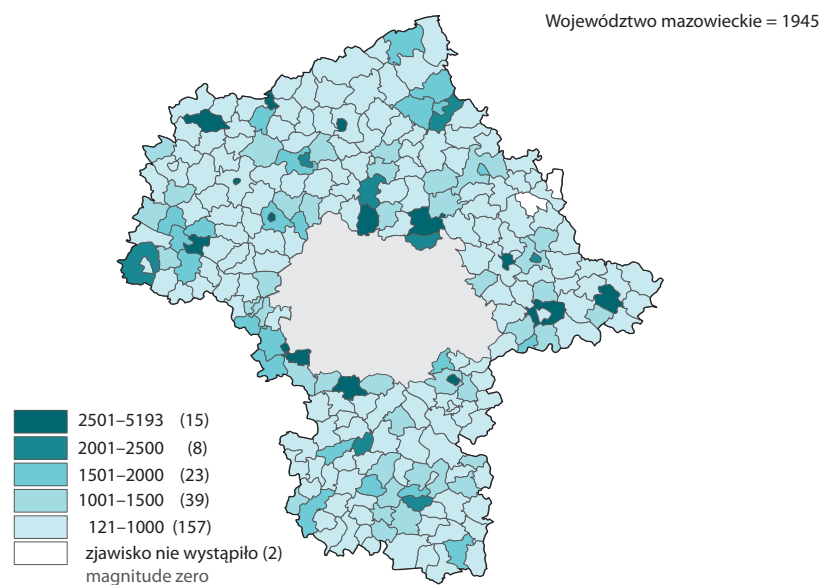 Województwo mazowieckie = 1945
2501–5193 (15)
2001–2500 (8)
1501–2000 (23)
1001–1500 (39)
121–1000 (157)
zjawisko nie wystąpiło (2)
magnitude zero